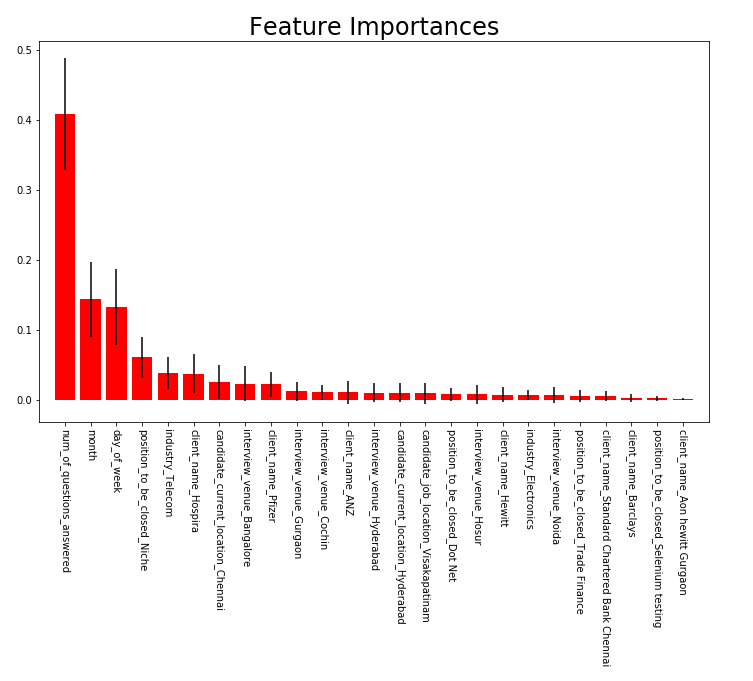 Feature Importances
0.5
0.4
0.3
0.2
0.1
0.0
num_of_questions_answered
month
day_of_week
position_to_be_closed_Niche
industry_Telecom
client_name_Hospira
candidate_current_location_Chennai
interview_venue_Bangalore
client_name_Pfizer
interview_venue_Gurgaon
interview_venue_Cochin
client_name_ANZ
interview_venue_Hyderabad
candidate_current_location_Hyderabad
candidate_job_location_Visakapatinam
position_to_be_closed_Dot Net
interview_venue_Hosur
client_name_Hewitt
industry_Electronics
interview_venue_Noida
position_to_be_closed_Trade Finance
client_name_Standard Chartered Bank Chennai
client_name_Barclays
position_to_be_closed_Selenium testing
client_name_Aon hewitt Gurgaon